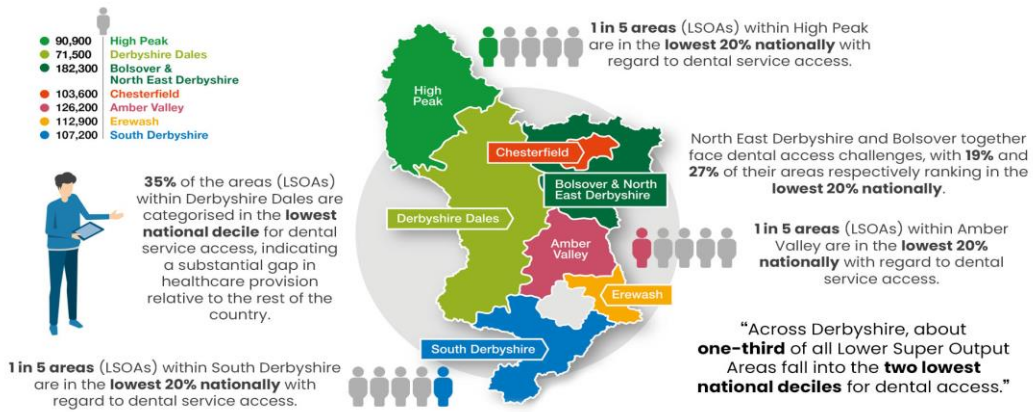 90,900 High Peak
71,500 Derbyshire Dales
182,300 Bolsover &
North East Derbyshire
103,600 Chesterfield
126,200 Amber Valley
112,900 Erewash
107,200 South Derbyshire
1 in 5 areas (LSOAs) within High Peak
are in the lowest 20% nationally with
regard to dental service access.
High
Peak
Chesterfield
Bolsover & North
East Derbyshire
Derbyshire Dales
Amber
Valley
Erewash
South Derbyshire
North East Derbyshire and Bolsover together
face dental access challenges, with 19% and
27% of their areas respectively ranking in the
lowest 20% nationally.
35% of the areas (LSOAs)
within Derbyshire Dales are
categorised in the lowest
national decile for dental
service access, indicating
a substantial gap in
healthcare provision
relative to the rest of the
country.
1 in 5 areas (LSOAs) within Amber
Valley are in the lowest 20%
nationally with regard to dental
service access.
1 in 5 areas (LSOAs) within South Derbyshire
are in the lowest 20% nationally with
regard to dental service access.
"Across Derbyshire, about
one-third of all Lower Super Output
Areas fall into the two lowest
national deciles for dental access."